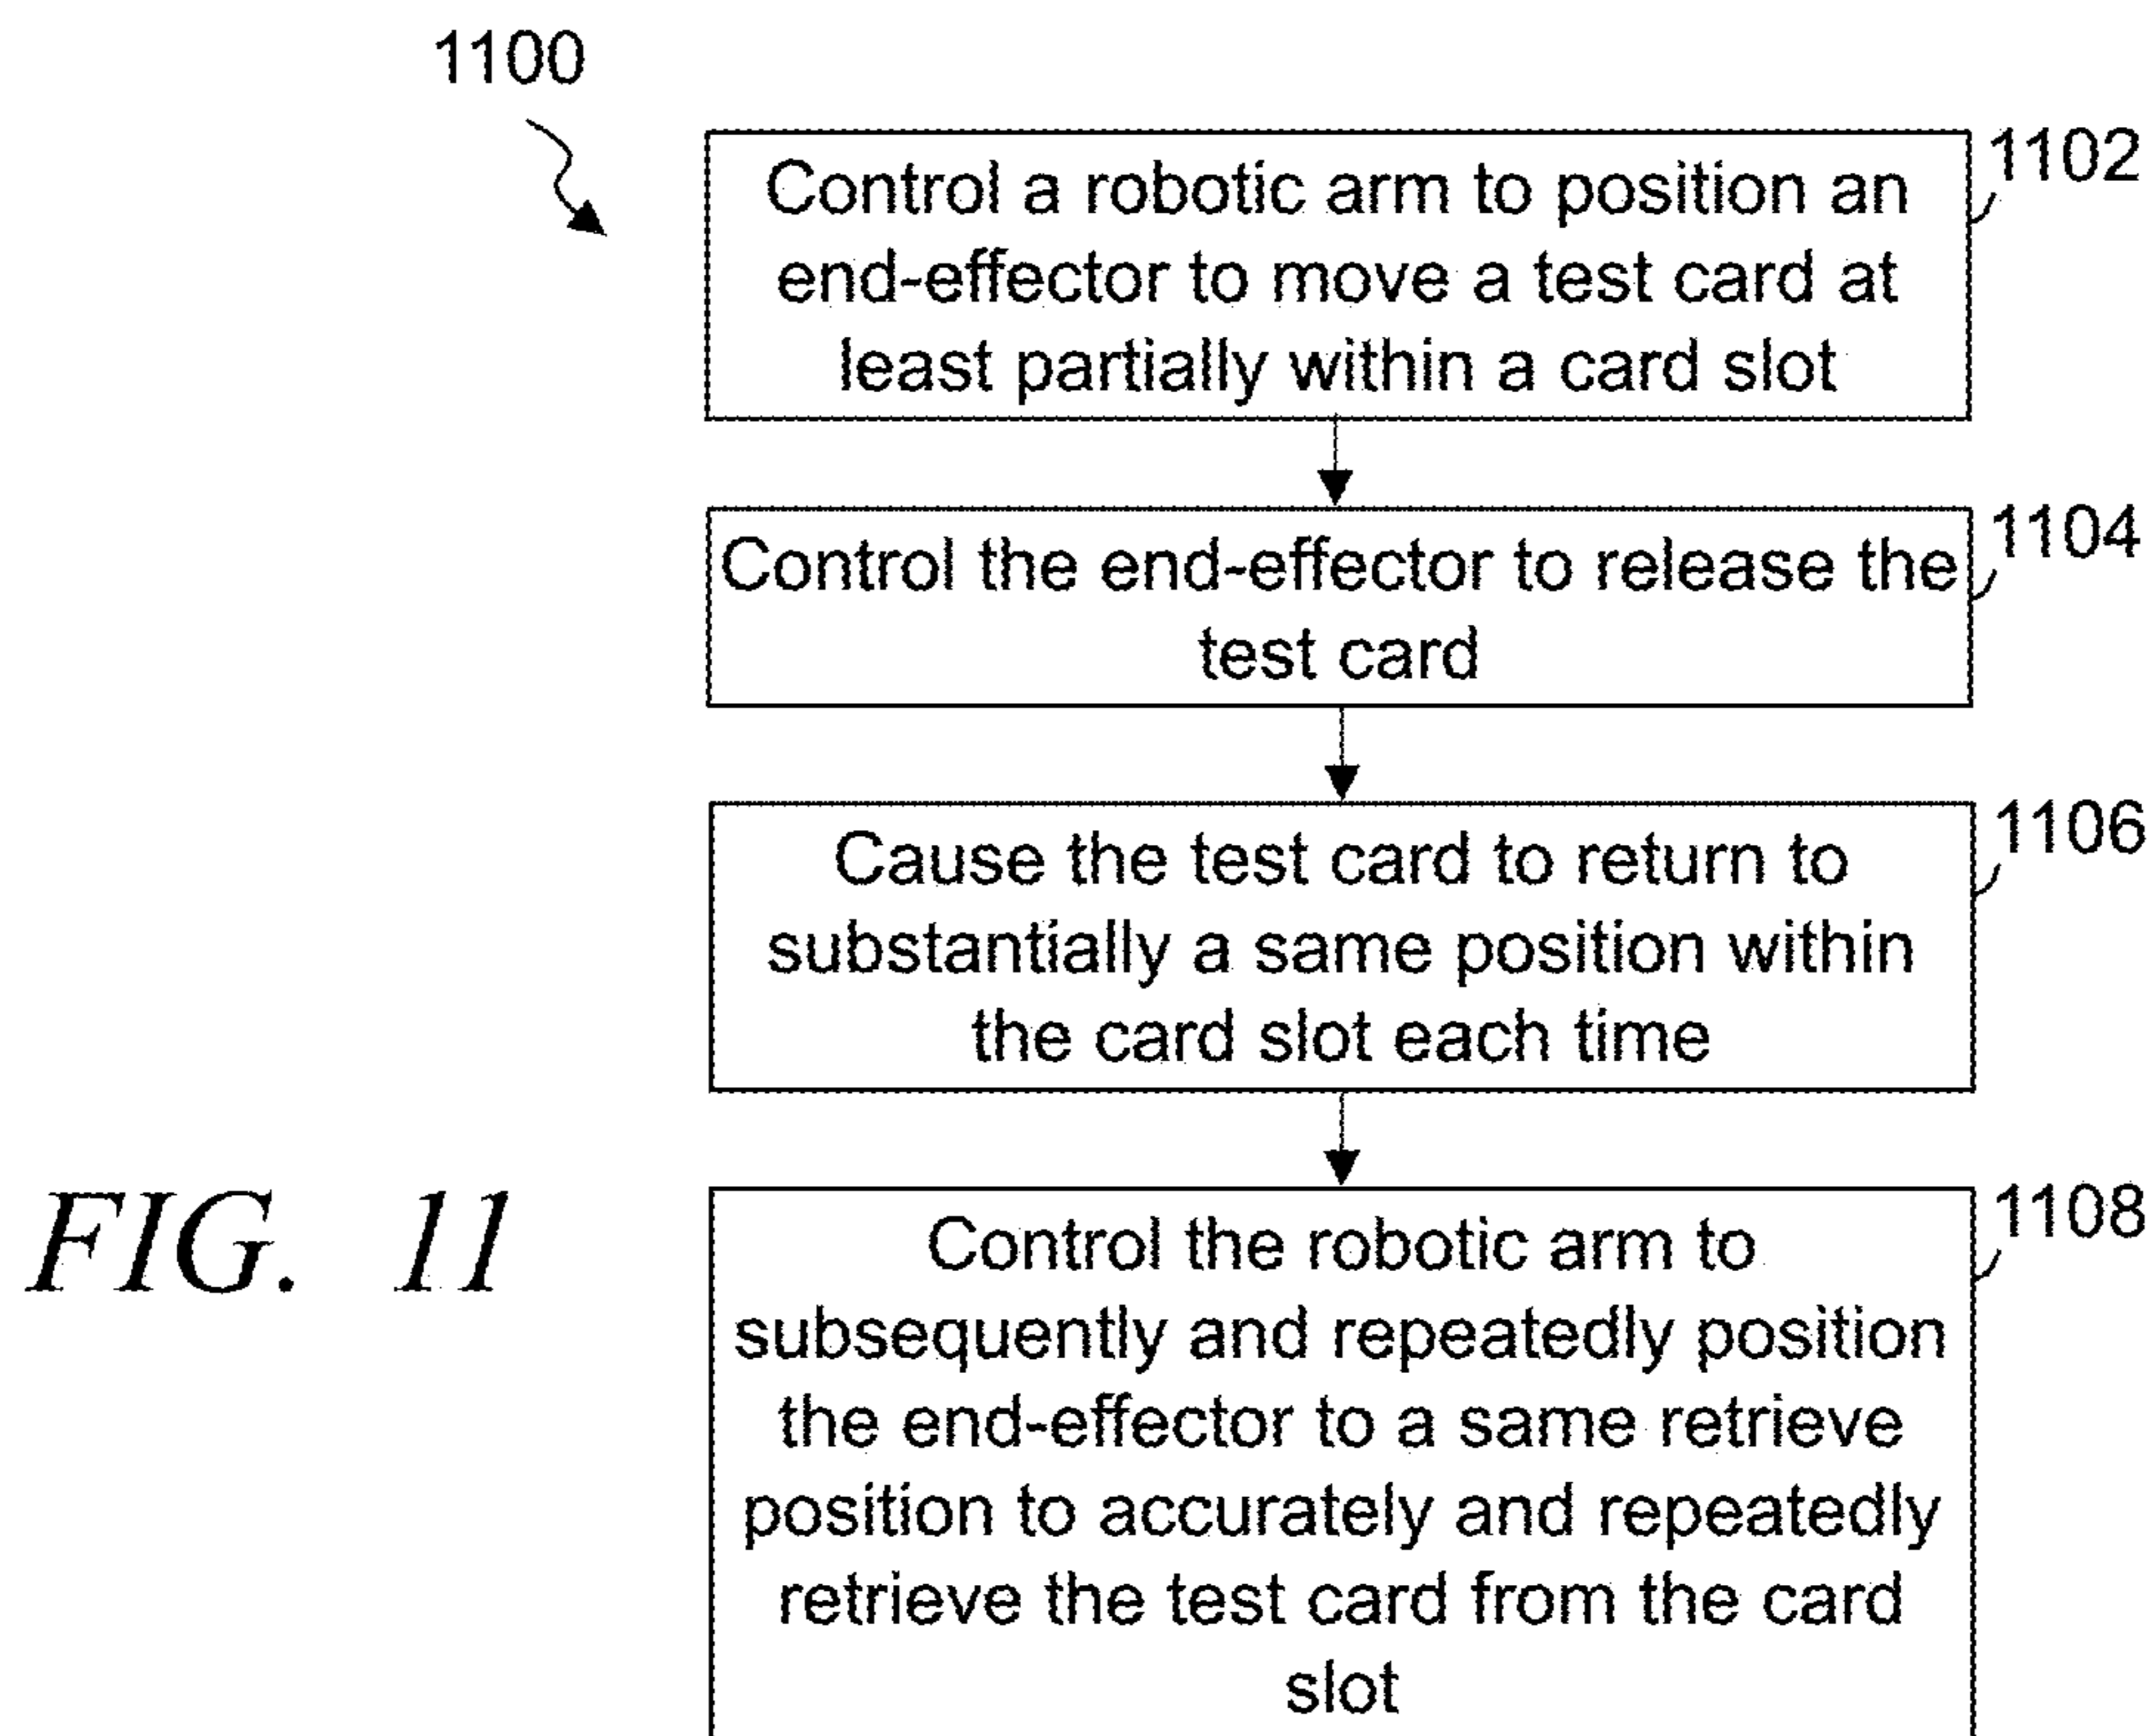 1100
1102
Control a robotic arm to position an
end-effector to move a test card at
least partially within a card slot
1104
Control the end-effector to release the
test card
1106
Cause the test card to return to
substantially a same position within
the card slot each time
1108
Control the robotic arm to
subsequently and repeatedly position
the end-effector to a same retrieve
position to accurately and repeatedly
retrieve the test card from the card
slot
FIG. 11